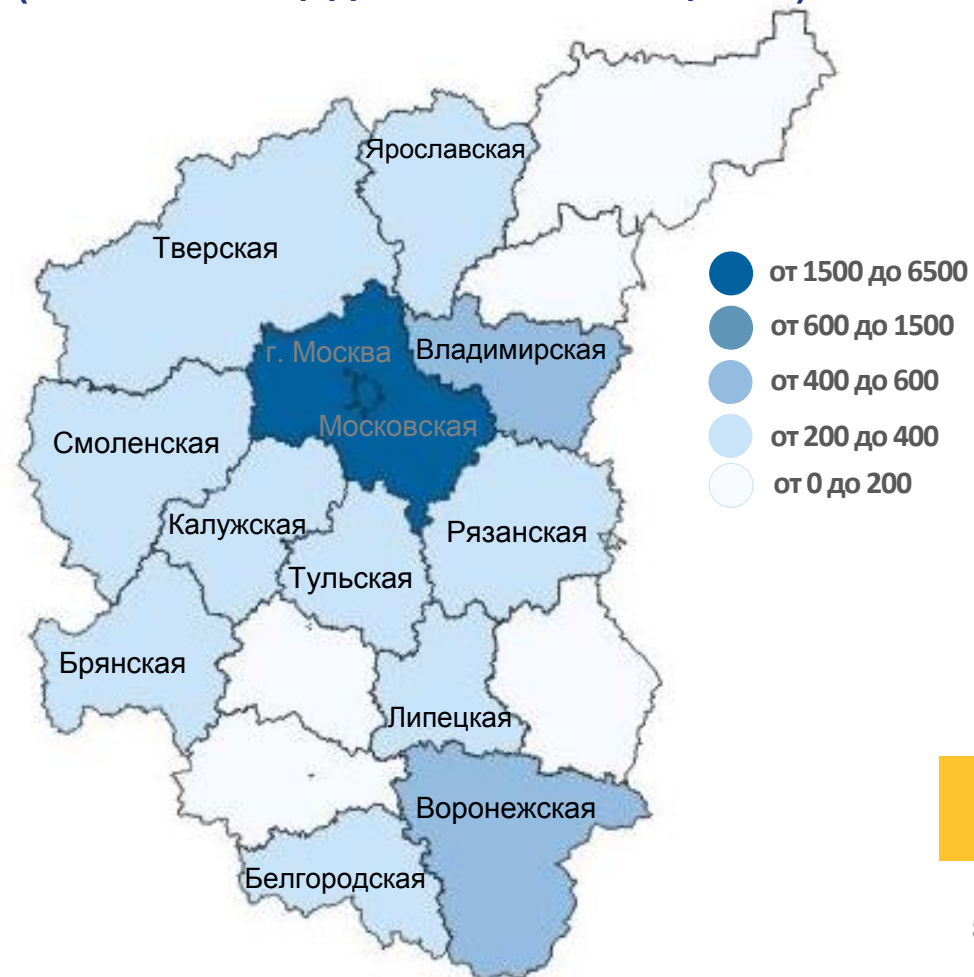 Ярославская
Тверская
от 1500 до 6500
от 600 до 1500
г. Москва
Владимирская
от 400 до 600
Московская
Смоленская
от 200 до 400
от 0 до 200
Калужская
Рязанская
Тульская
Брянская
Липецкая
Воронежская
Белгородская